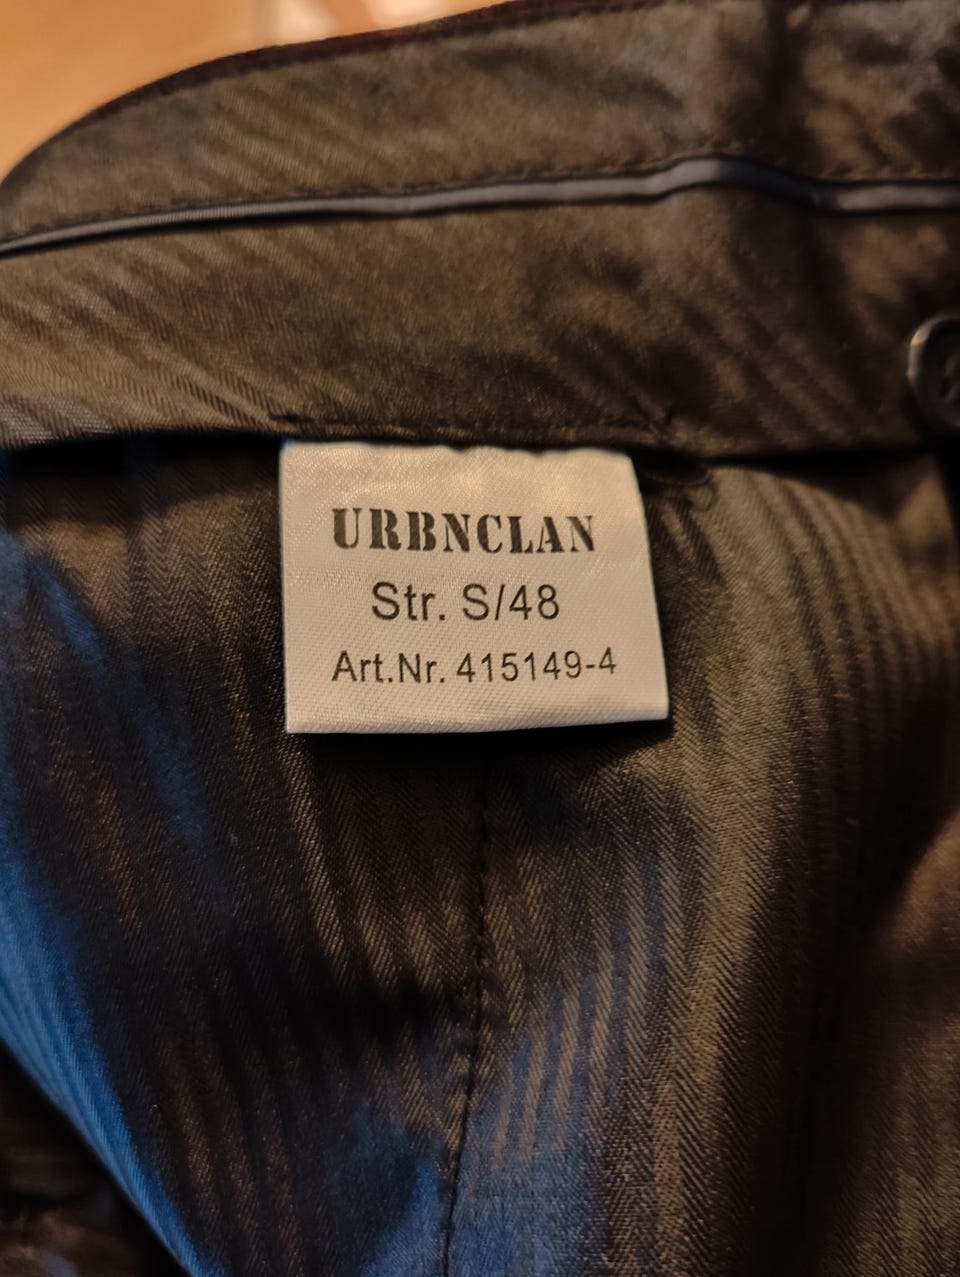 URBNCLAN
Str. S/48
Art.Nr. 415149-4